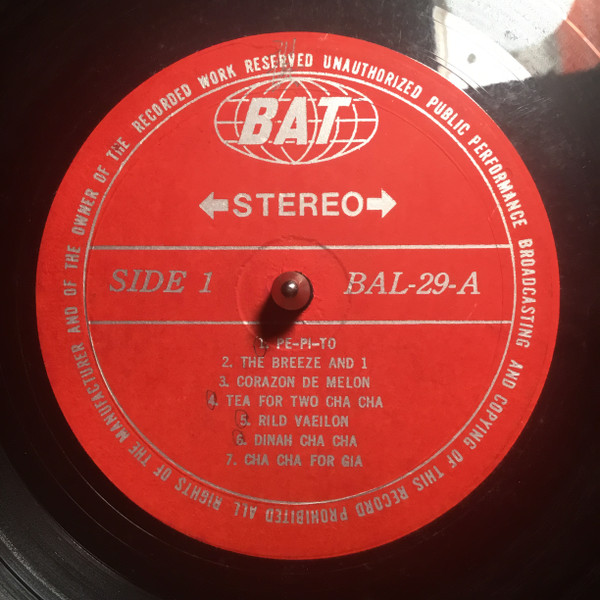 ALL RIGHTS OF THE MANUFACTURER AND OF THE OWNER OF THE RECORDED WORK RESERVED UNAUTHORIZED PUBLIC PERFORMANCE BROADCASTING AND COPYING OF THIS RECORD PROHIBITED
BAT
STEREO
SIDE 1 BAL-29-A
1. PE-PI-TO
2. THE BREEZE AND 1
3. CORAZON DE MELON
4. TEA FOR TWO CHA CHA
5. RILD VAEILON
6. DINAH CHA CHA
7. CHA CHA FOR GIA